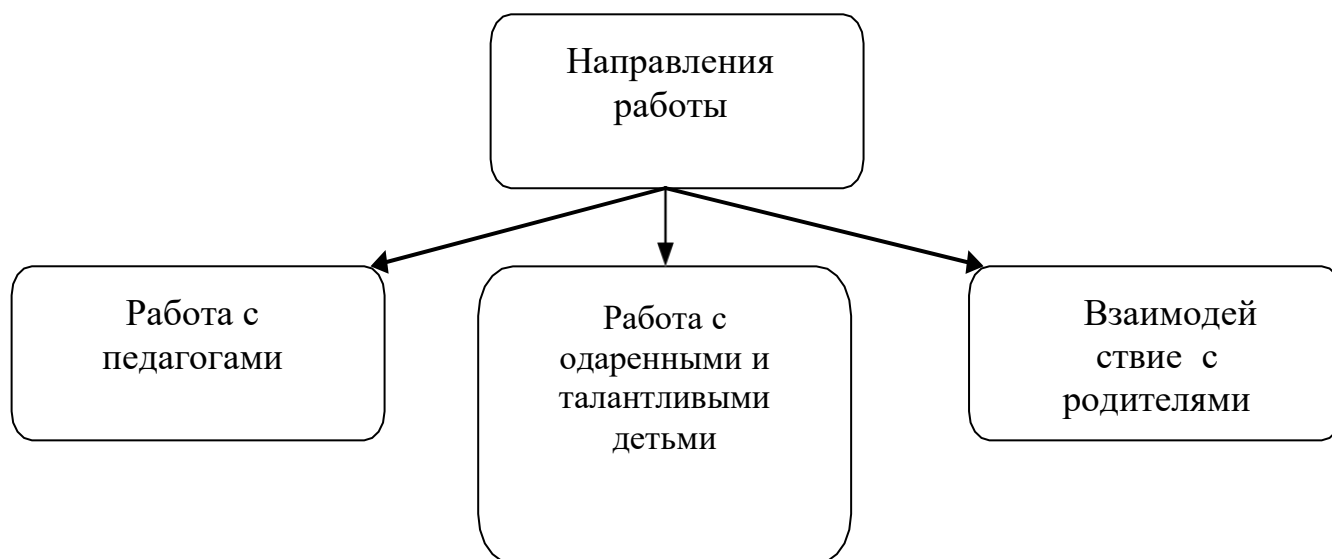 Направления
работы
Работа с
педагогами
Работа с
одаренными и
талантливыми
детьми
Взаимодей
ствие с
родителями